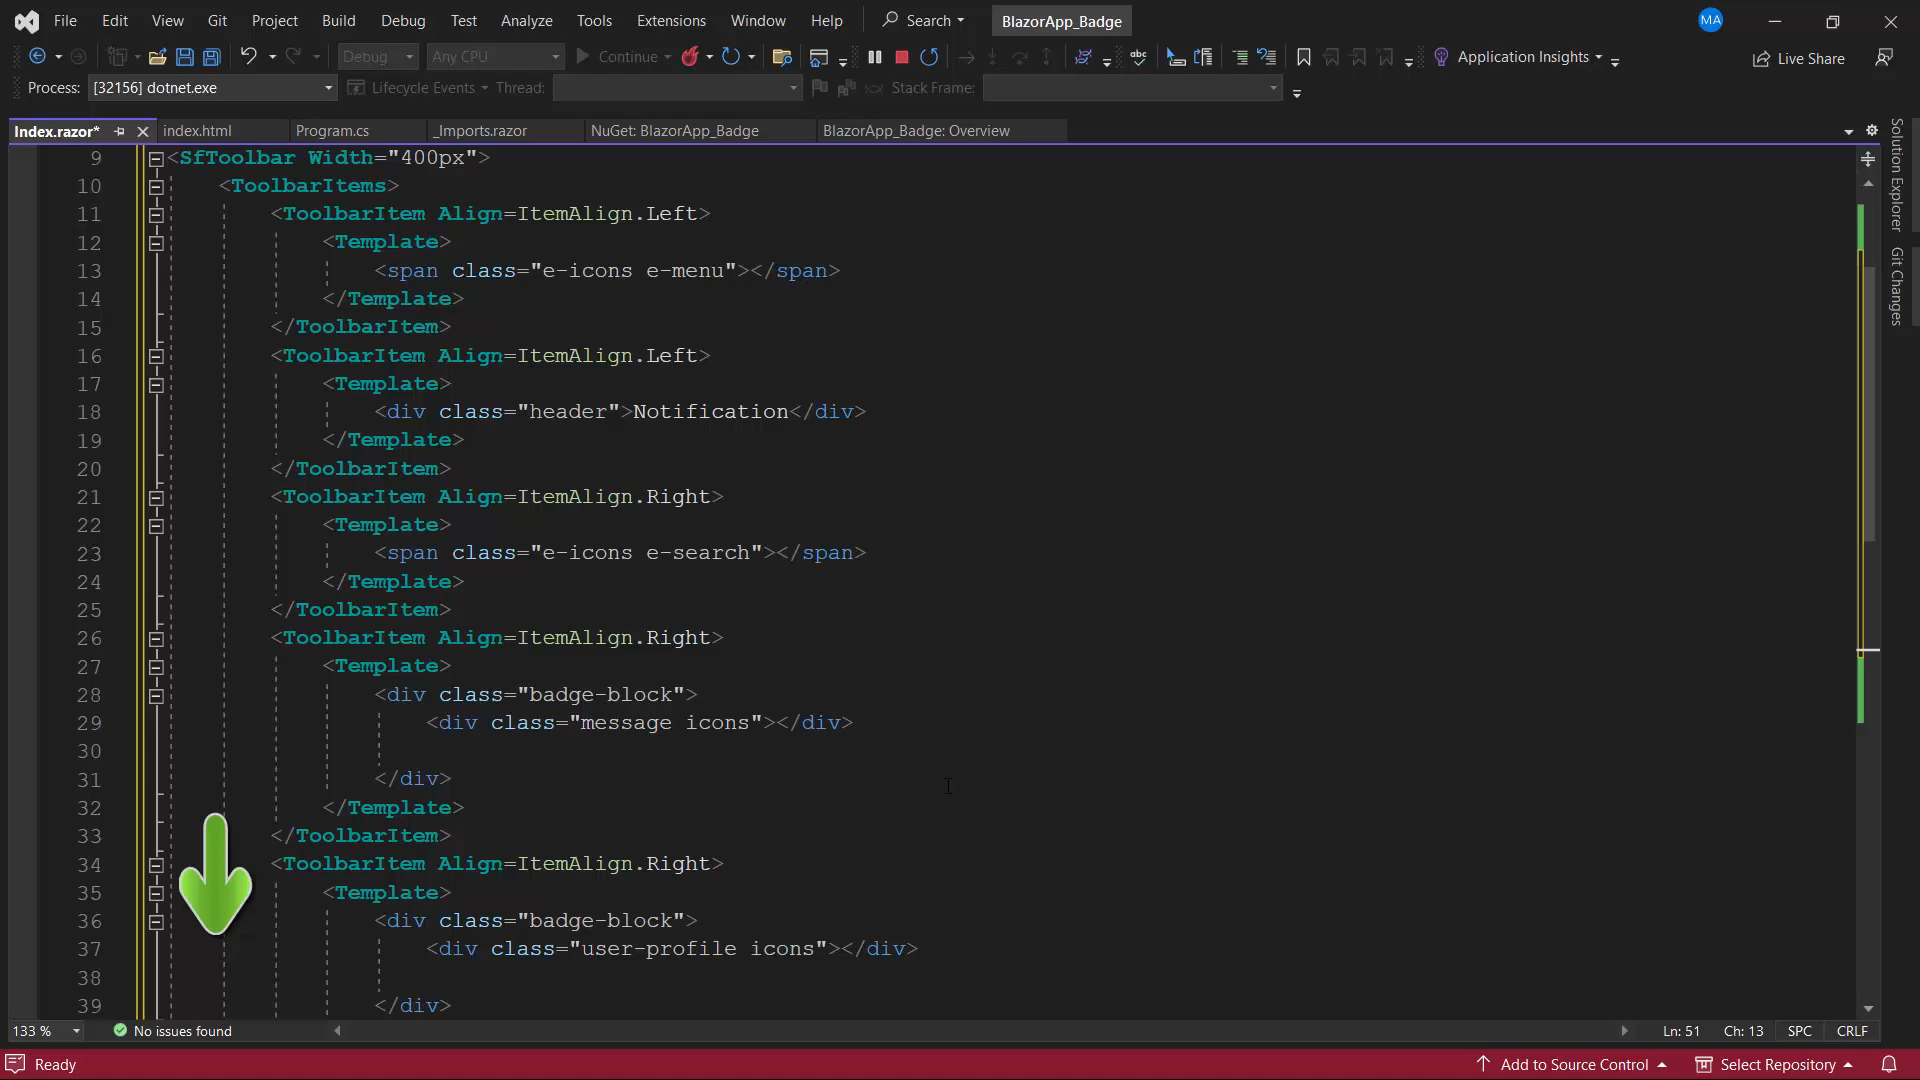 File Edit View Git Project Build Debug Test Analyze Tools Extensions Window Help Search BlazorApp_Badge MA
Debug Any CPU Continue Application Insights Live Share
Process: [32156] dotnet.exe Lifecycle Events Thread: Stack Frame:
Index.razor* index.html Program.cs _Imports.razor NuGet: BlazorApp_Badge BlazorApp_Badge: Overview
9 <SfToolbar Width="400px">
10 <ToolbarItems>
11 <ToolbarItem Align=ItemAlign.Left>
12 <Template>
13 <span class="e-icons e-menu"></span>
14 </Template>
15 </ToolbarItem>
16 <ToolbarItem Align=ItemAlign.Left>
17 <Template>
18 <div class="header">Notification</div>
19 </Template>
20 </ToolbarItem>
21 <ToolbarItem Align=ItemAlign.Right>
22 <Template>
23 <span class="e-icons e-search"></span>
24 </Template>
25 </ToolbarItem>
26 <ToolbarItem Align=ItemAlign.Right>
27 <Template>
28 <div class="badge-block">
29 <div class="message icons"></div>
30
31 </div>
32 </Template>
33 </ToolbarItem>
34 <ToolbarItem Align=ItemAlign.Right>
35 <Template>
36 <div class="badge-block">
37 <div class="user-profile icons"></div>
38
39 </div>
Solution Explorer
Git Changes
133 % No issues found Ln: 51 Ch: 13 SPC CRLF
Ready Add to Source Control Select Repository